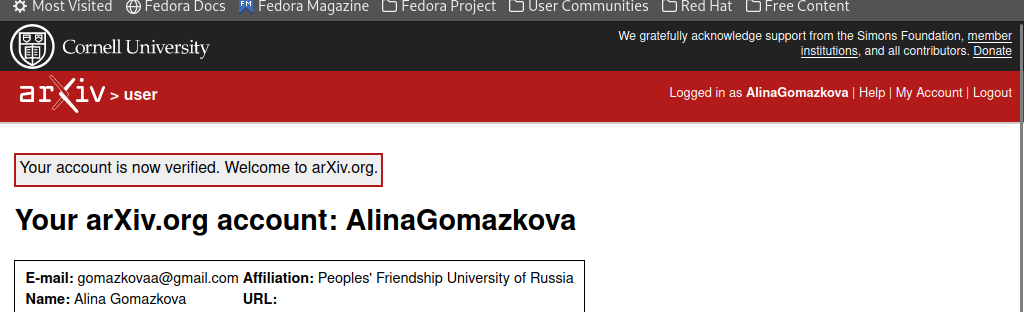 Most Visited Fedora Docs Fedora Magazine Fedora Project User Communities Red Hat Free Content
Cornell University
We gratefully acknowledge support from the Simons Foundation, member
institutions, and all contributors. Donate
arXiv > user
Logged in as AlinaGomazkova | Help | My Account | Logout
Your account is now verified. Welcome to arXiv.org.
Your arXiv.org account: AlinaGomazkova
E-mail: gomazkovaa@gmail.com Affiliation: Peoples' Friendship University of Russia
Name: Alina Gomazkova URL: